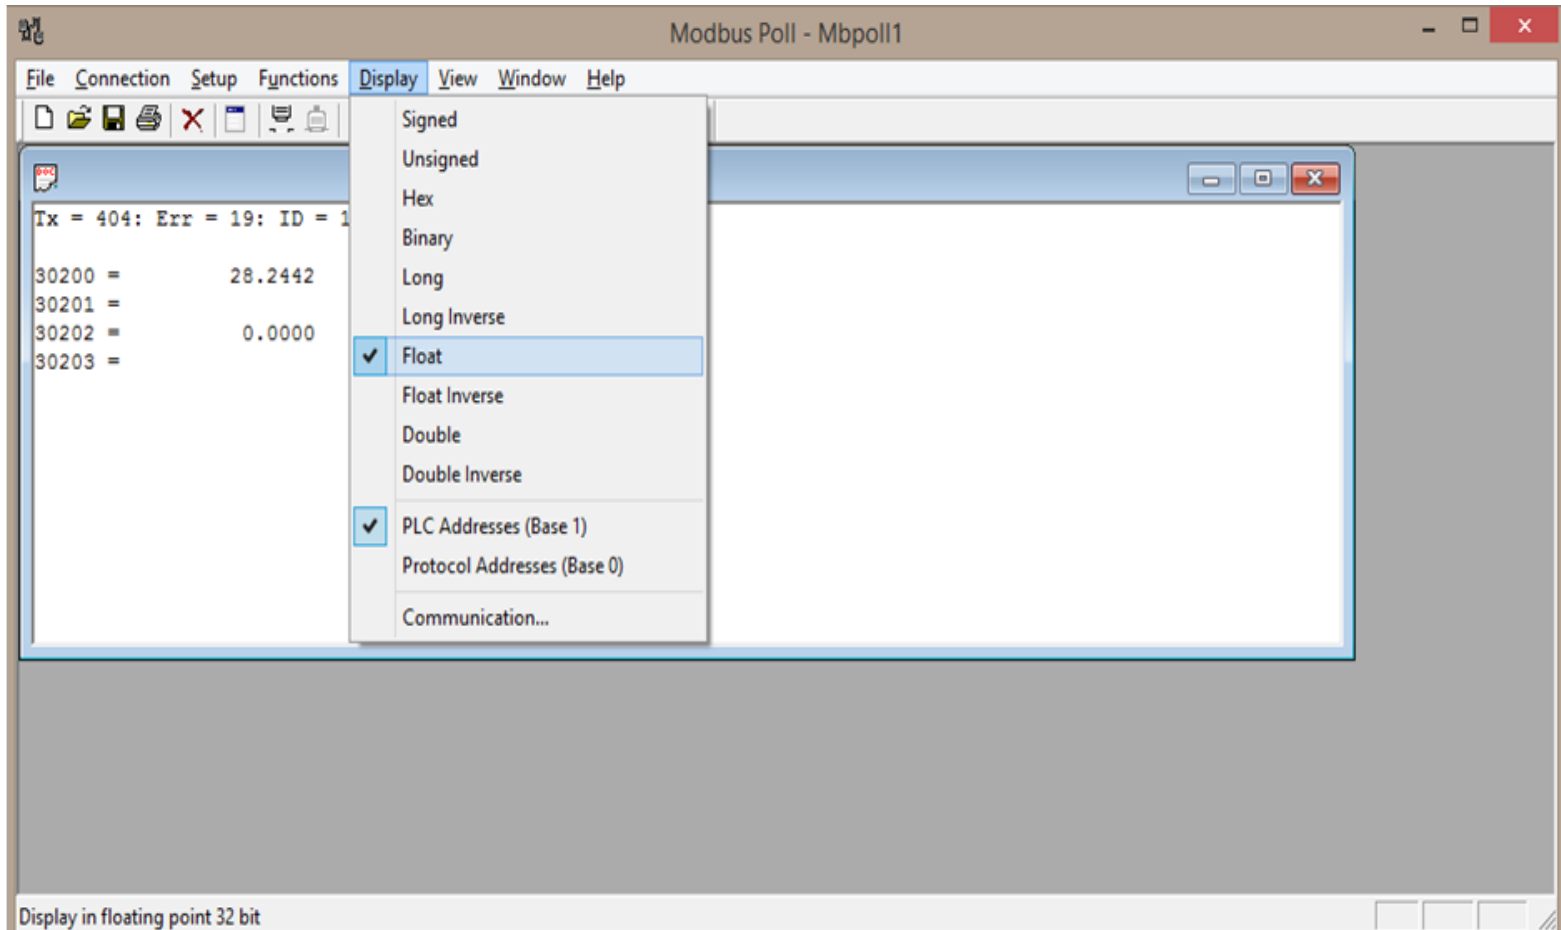 Modbus Poll - Mbpoll1
File Connection Setup Functions Display View Window Help
Signed
Unsigned
Hex
Binary
Long
Long Inverse
Float
Float Inverse
Double
Double Inverse
PLC Addresses (Base 1)
Protocol Addresses (Base 0)
Communication...
Tx = 404: Err = 19: ID = 1
30200 = 28.2442
30201 =
30202 = 0.0000
30203 =
Display in floating point 32 bit